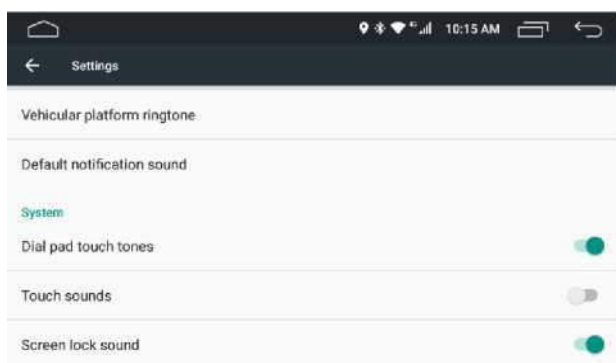 10:15 AM
Settings
Vehicular platform ringtone
Default notification sound
System
Dial pad touch tones
Touch sounds
Screen lock sound